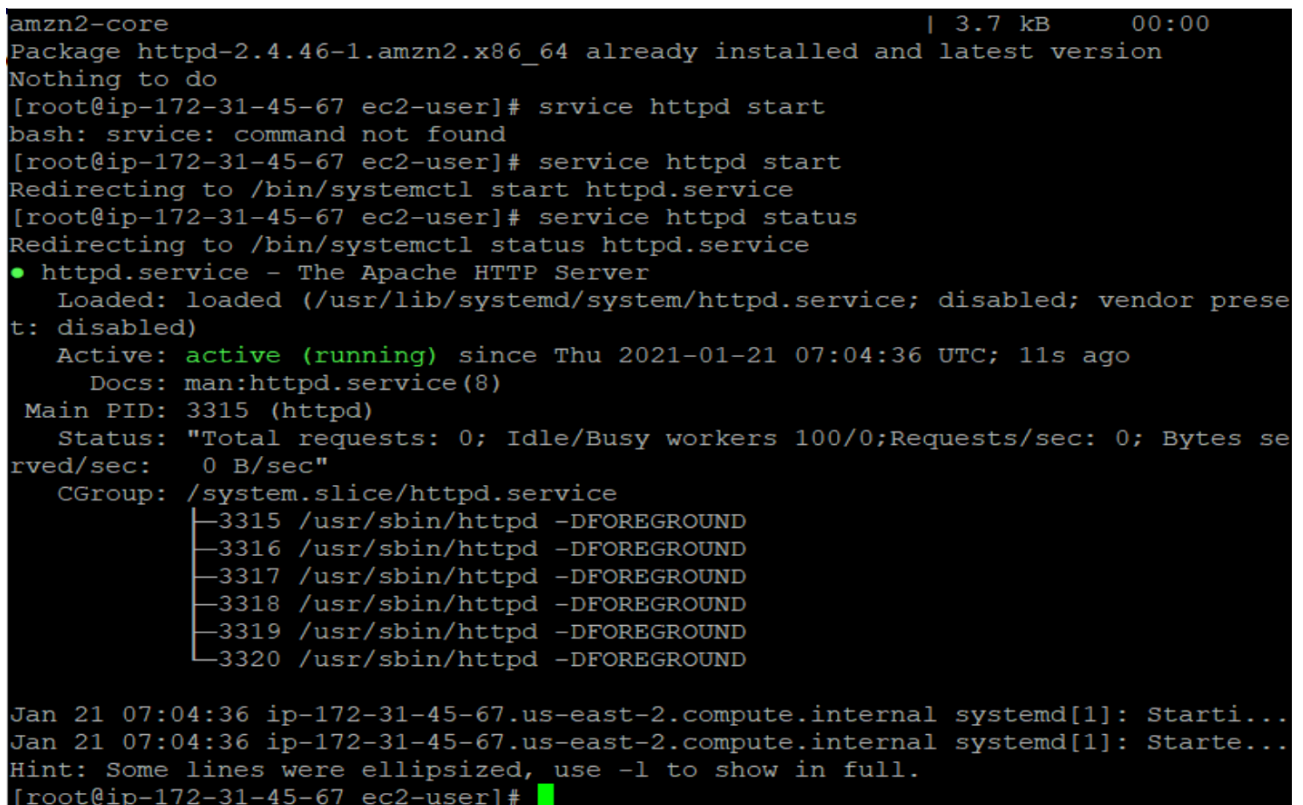 amzn2-core | 3.7 kB 00:00
Package httpd-2.4.46-1.amzn2.x86_64 already installed and latest version
Nothing to do
[root@ip-172-31-45-67 ec2-user]# srvice httpd start
bash: srvice: command not found
[root@ip-172-31-45-67 ec2-user]# service httpd start
Redirecting to /bin/systemctl start httpd.service
[root@ip-172-31-45-67 ec2-user]# service httpd status
Redirecting to /bin/systemctl status httpd.service
● httpd.service - The Apache HTTP Server
   Loaded: loaded (/usr/lib/systemd/system/httpd.service; disabled; vendor prese
t: disabled)
   Active: active (running) since Thu 2021-01-21 07:04:36 UTC; 11s ago
     Docs: man:httpd.service(8)
 Main PID: 3315 (httpd)
   Status: "Total requests: 0; Idle/Busy workers 100/0;Requests/sec: 0; Bytes se
rved/sec:   0 B/sec"
   CGroup: /system.slice/httpd.service
           ├─3315 /usr/sbin/httpd -DFOREGROUND
           ├─3316 /usr/sbin/httpd -DFOREGROUND
           ├─3317 /usr/sbin/httpd -DFOREGROUND
           ├─3318 /usr/sbin/httpd -DFOREGROUND
           ├─3319 /usr/sbin/httpd -DFOREGROUND
           └─3320 /usr/sbin/httpd -DFOREGROUND
Jan 21 07:04:36 ip-172-31-45-67.us-east-2.compute.internal systemd[1]: Starti...
Jan 21 07:04:36 ip-172-31-45-67.us-east-2.compute.internal systemd[1]: Starte...
Hint: Some lines were ellipsized, use -l to show in full.
[root@ip-172-31-45-67 ec2-user]#